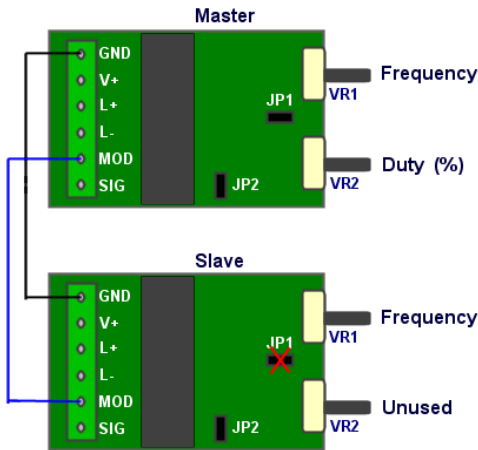 Master
GND
V+
L+
L-
MOD
SIG
JP1
JP2
VR1
Frequency
VR2
Duty (%)
Slave
GND
V+
L+
L-
MOD
SIG
JP1
JP2
VR1
Frequency
VR2
Unused